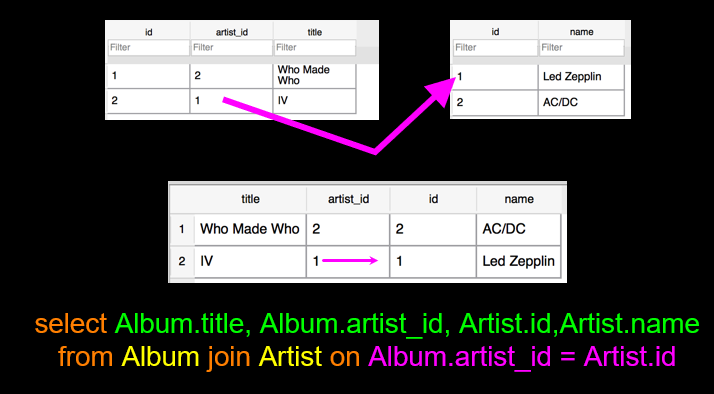 id artist_id title
Filter Filter Filter
1 2 Who Made Who
2 1 IV
id name
Filter Filter
1 Led Zepplin
2 AC/DC
title artist_id id name
1 Who Made Who 2 2 AC/DC
2 IV 1 1 Led Zepplin
select Album.title, Album.artist_id, Artist.id,Artist.name
from Album join Artist on Album.artist_id = Artist.id